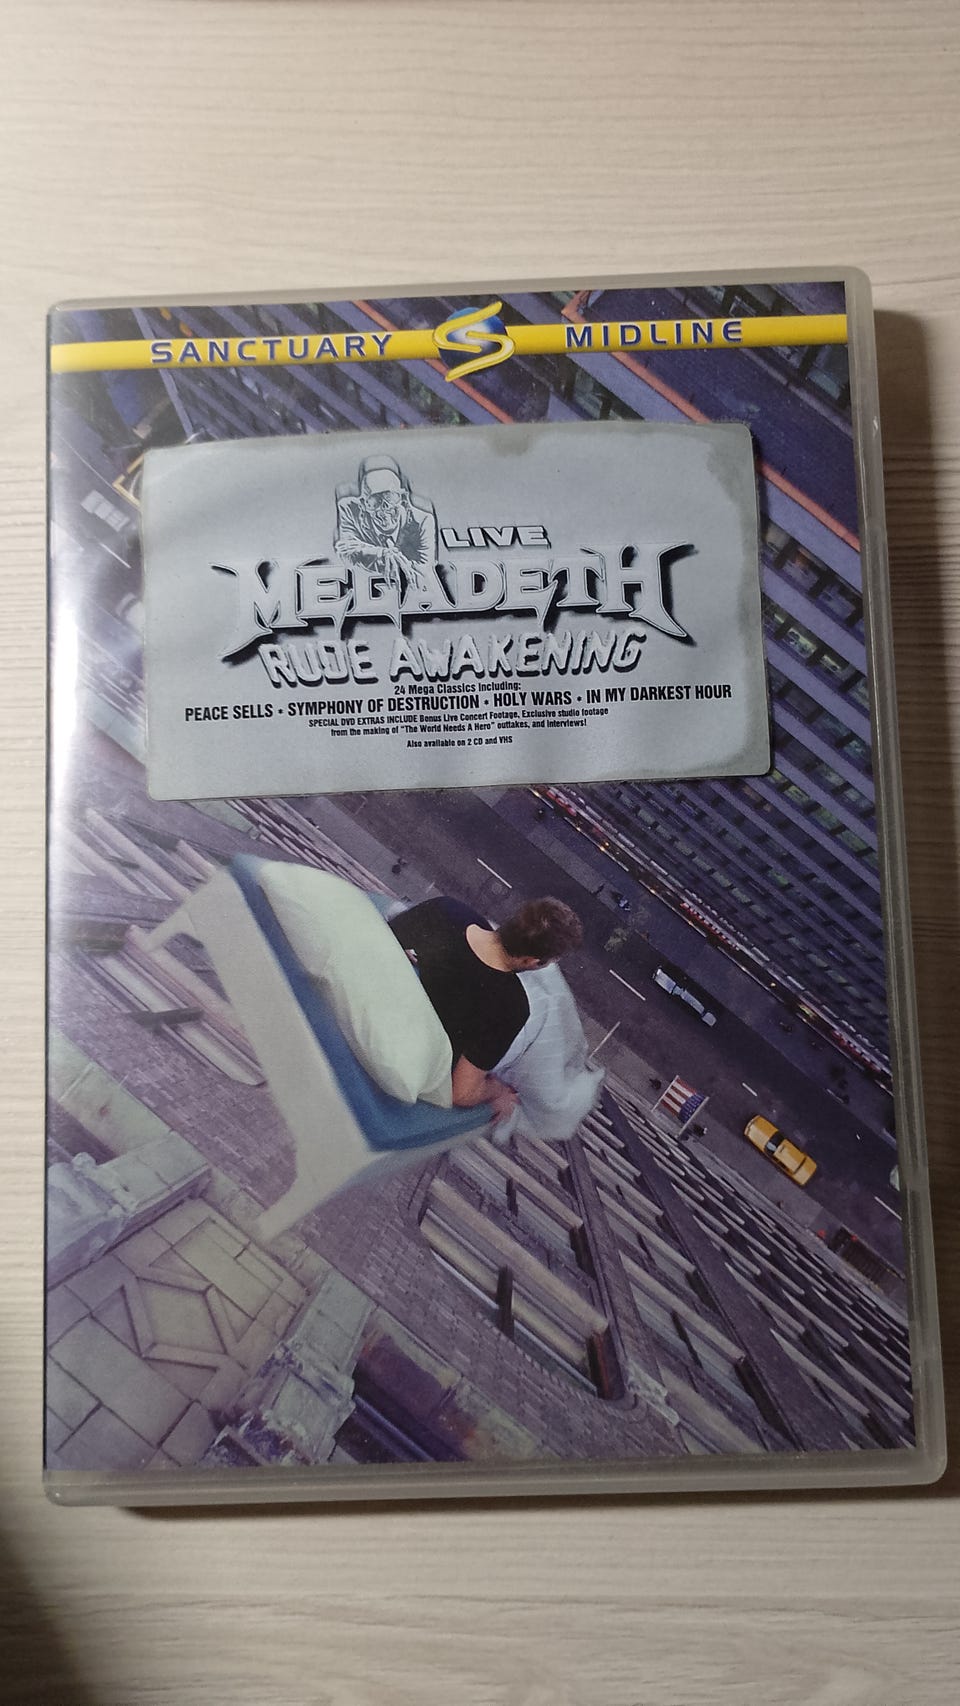 SANCTUARY S MIDLINE
LIVE
MEGADETH
RUDE AWAKENING
24 Mega Classics including:
PEACE SELLS • SYMPHONY OF DESTRUCTION • HOLY WARS • IN MY DARKEST HOUR
SPECIAL DVD EXTRAS INCLUDE Bonus Live Concert Footage, Exclusive studio footage
from the making of "The World Needs A Hero" outtakes, and interviews!
Also available on 2 CD and VHS